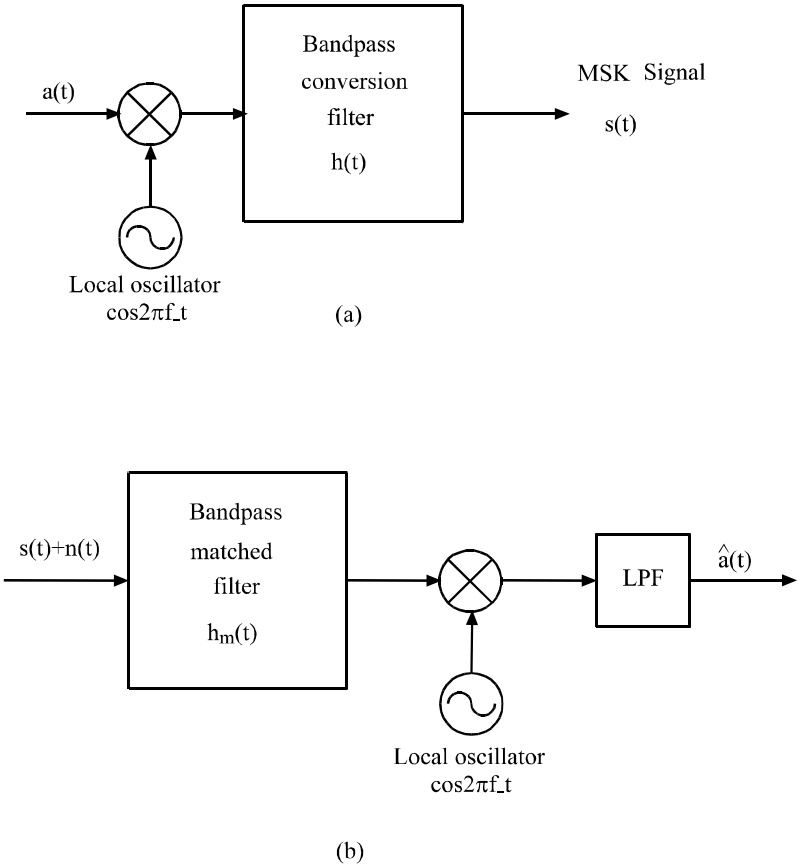 a(t)
Bandpass
conversion
filter
h(t)
MSK Signal
s(t)
Local oscillator
cos2πf_t
(a)
s(t)+n(t)
Bandpass
matched
filter
hm(t)
LPF
â(t)
Local oscillator
cos2πf_t
(b)